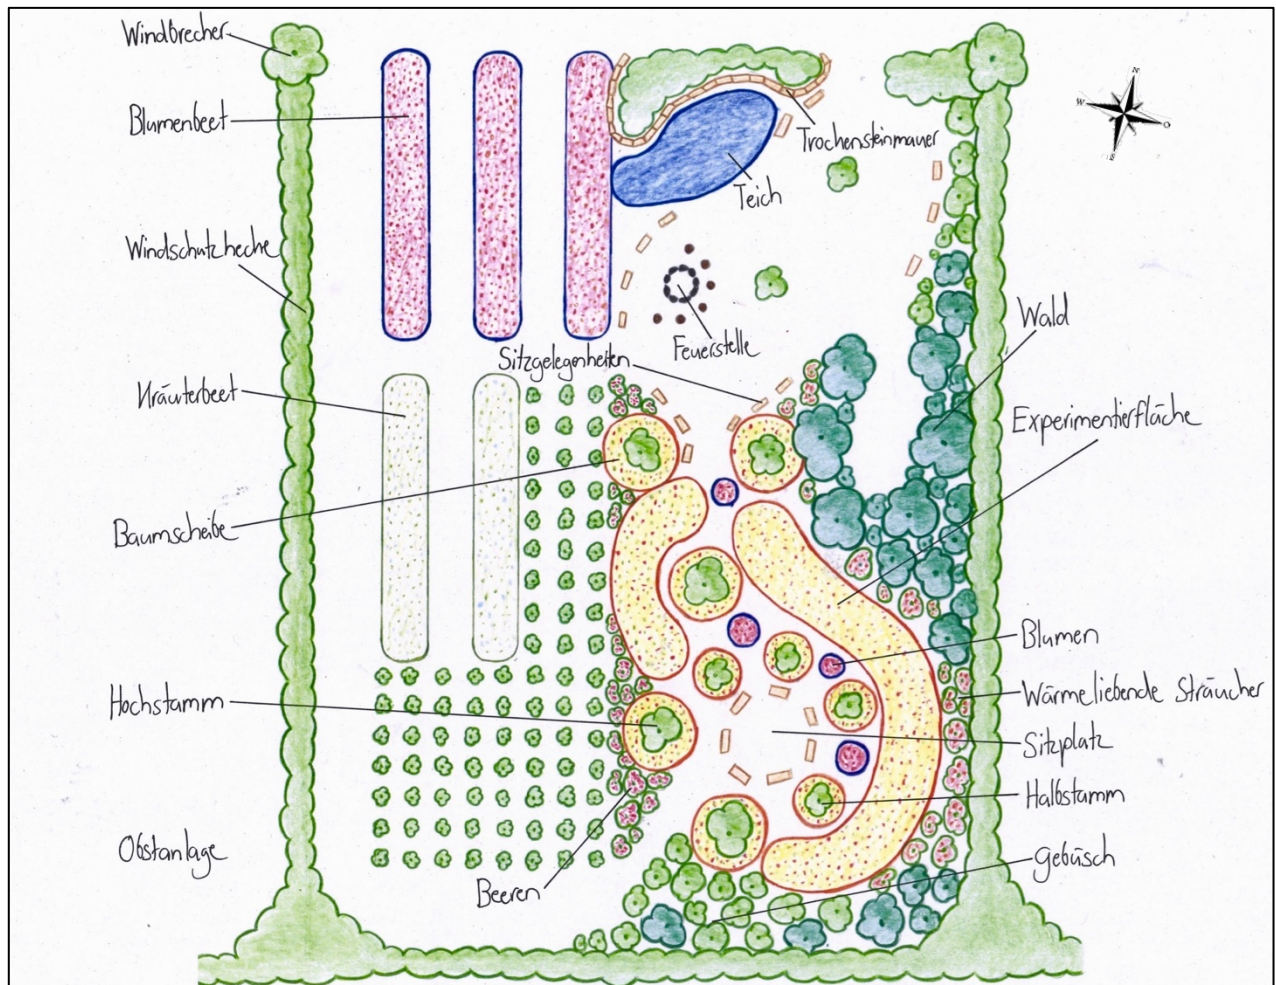 Windbrecher
Blumenbeet
Trockensteinmauer
Teich
Windschutzhecke
Wald
Feuerstelle
Sitzgelegenheiten
Kräuterbeet
Experimentierfläche
Baumscheibe
Blumen
Wärmeliebende Sträucher
Hochstamm
Sitzplatz
Halbstamm
Obstanlage
Gebüsch
Beeren
N
W
O
S